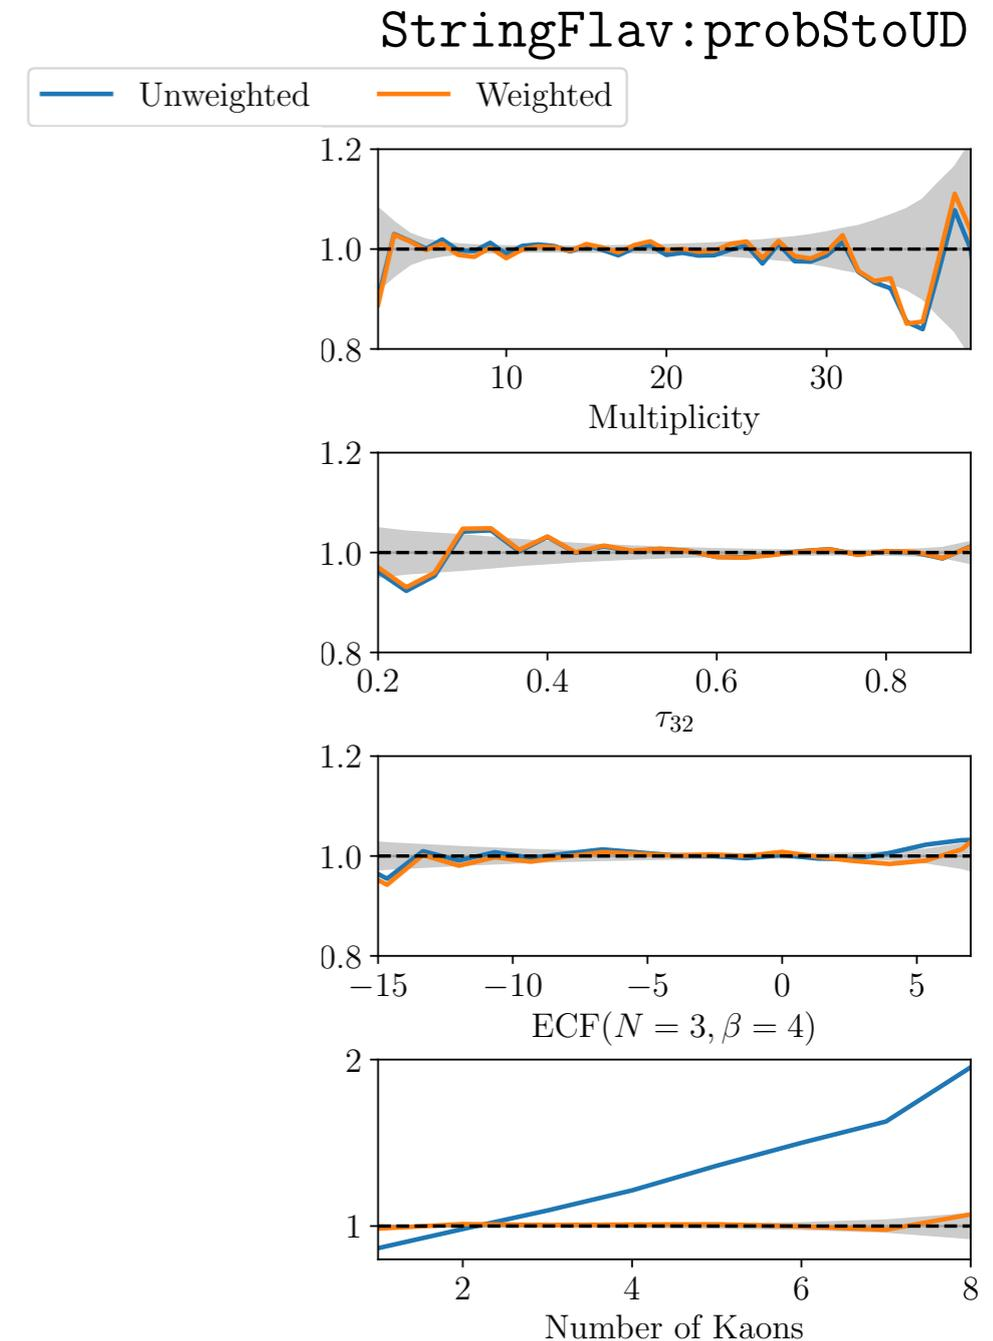 StringFlav:probStoUD
Unweighted Weighted
1.2
1.0
0.8
10 20 30
Multiplicity
1.2
1.0
0.8
0.2 0.4 0.6 0.8
τ32
1.2
1.0
0.8
−15 −10 −5 0 5
ECF(N = 3, β = 4)
2
1
2 4 6 8
Number of Kaons